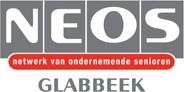 NEOS
netwerk van ondernemende senioren
GLABBEEK